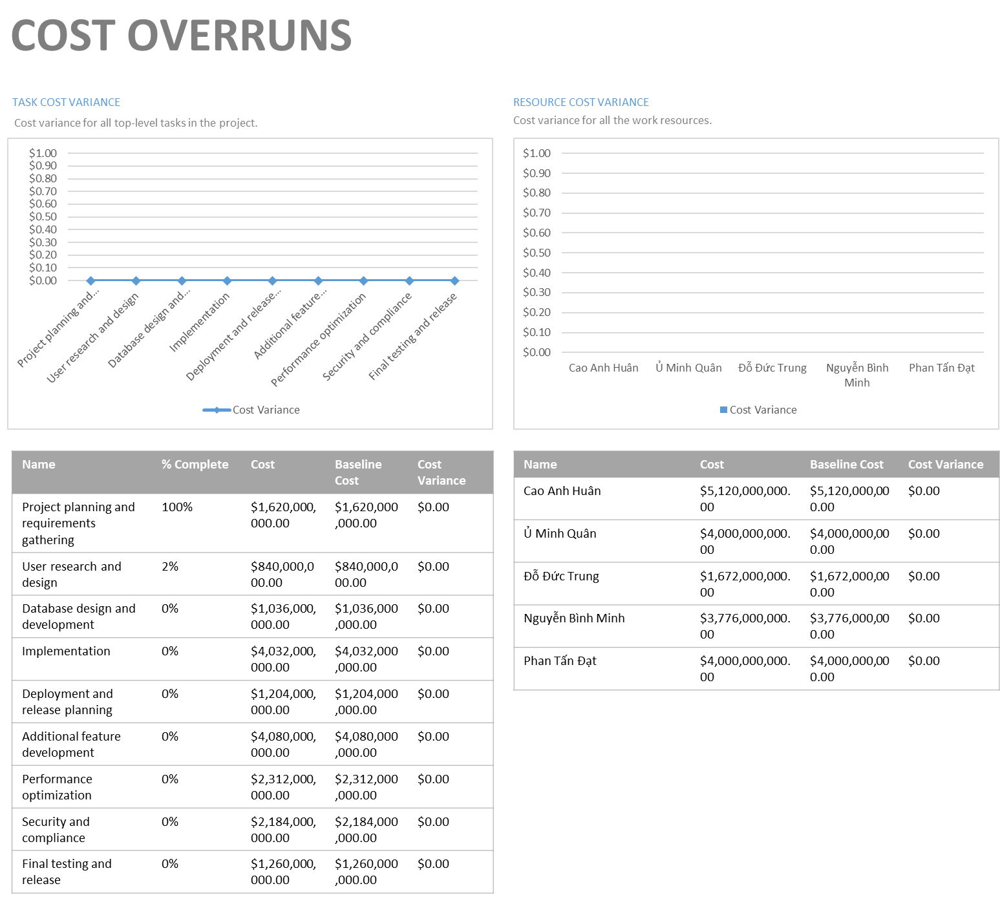 COST OVERRUNS
TASK COST VARIANCE
Cost variance for all top-level tasks in the project.
$1.00
$0.90
$0.80
$0.70
$0.60
$0.50
$0.40
$0.30
$0.20
$0.10
$0.00
Project planning and...
User research and design
Database design and...
Implementation
Deployment and release...
Additional feature...
Performance optimization
Security and compliance
Final testing and release
Cost Variance
RESOURCE COST VARIANCE
Cost variance for all the work resources.
$1.00
$0.90
$0.80
$0.70
$0.60
$0.50
$0.40
$0.30
$0.20
$0.10
$0.00
Cao Anh Huân
Ủ Minh Quân
Đỗ Đức Trung
Nguyễn Bình
Minh
Phan Tấn Đạt
Cost Variance
Name % Complete Cost Baseline Cost
Cost Variance
Project planning and 100% $1,620,000, $1,620,000 $0.00
requirements 000.00 ,000.00
gathering
User research and 2% $840,000,0 $840,000,0 $0.00
design 00.00 00.00
Database design and 0% $1,036,000, $1,036,000 $0.00
development 000.00 ,000.00
Implementation 0% $4,032,000, $4,032,000 $0.00
000.00 ,000.00
Deployment and 0% $1,204,000, $1,204,000 $0.00
release planning 000.00 ,000.00
Additional feature 0% $4,080,000, $4,080,000 $0.00
development 000.00 ,000.00
Performance 0% $2,312,000, $2,312,000 $0.00
optimization 000.00 ,000.00
Security and 0% $2,184,000, $2,184,000 $0.00
compliance 000.00 ,000.00
Final testing and 0% $1,260,000, $1,260,000 $0.00
release 000.00 ,000.00
Name Cost Baseline Cost Cost Variance
Cao Anh Huân $5,120,000,000. $5,120,000,00 $0.00
00 0.00
Ủ Minh Quân $4,000,000,000. $4,000,000,00 $0.00
00 0.00
Đỗ Đức Trung $1,672,000,000. $1,672,000,00 $0.00
00 0.00
Nguyễn Bình Minh $3,776,000,000. $3,776,000,00 $0.00
00 0.00
Phan Tấn Đạt $4,000,000,000. $4,000,000,00 $0.00
00 0.00